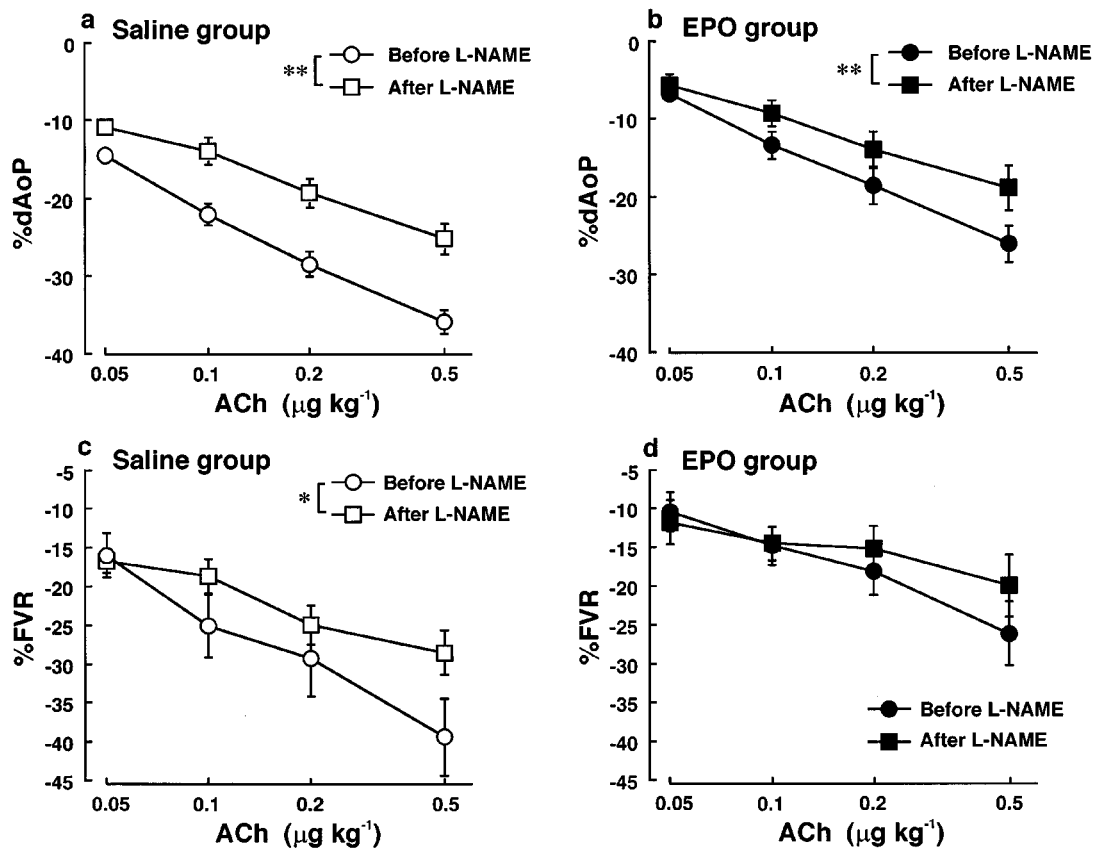 a Saline group
Before L-NAME
** 
After L-NAME
0
-10
-20
-30
-40
%dAoP
0.05 0.1 0.2 0.5
ACh (μg kg⁻¹)
b EPO group
Before L-NAME
**
After L-NAME
0
-10
-20
-30
-40
%dAoP
0.05 0.1 0.2 0.5
ACh (μg kg⁻¹)
c Saline group
Before L-NAME
*
After L-NAME
-5
-10
-15
-20
-25
-30
-35
-40
-45
%FVR
0.05 0.1 0.2 0.5
ACh (μg kg⁻¹)
d EPO group
-5
-10
-15
-20
-25
-30
-35
-40
-45
%FVR
Before L-NAME
After L-NAME
0.05 0.1 0.2 0.5
ACh (μg kg⁻¹)